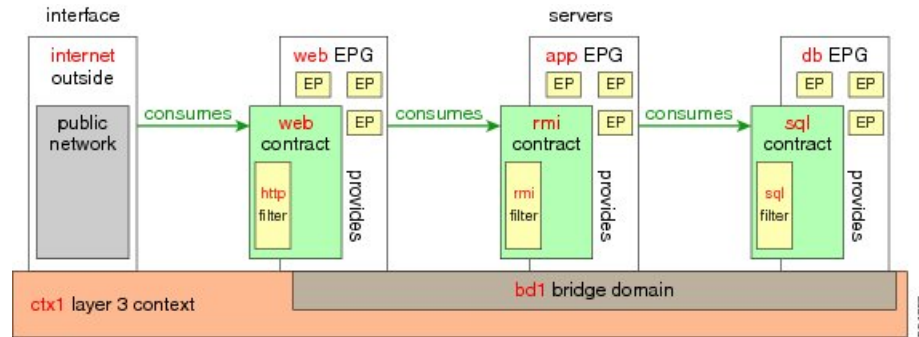 interface
servers
internet
outside
public
network
consumes
web EPG
EP
EP
EP
web
contract
http
filter
provides
consumes
app EPG
EP
EP
EP
rmi
contract
rmi
filter
provides
consumes
db EPG
EP
EP
EP
sql
contract
sql
filter
provides
bd1 bridge domain
ctx1 layer 3 context